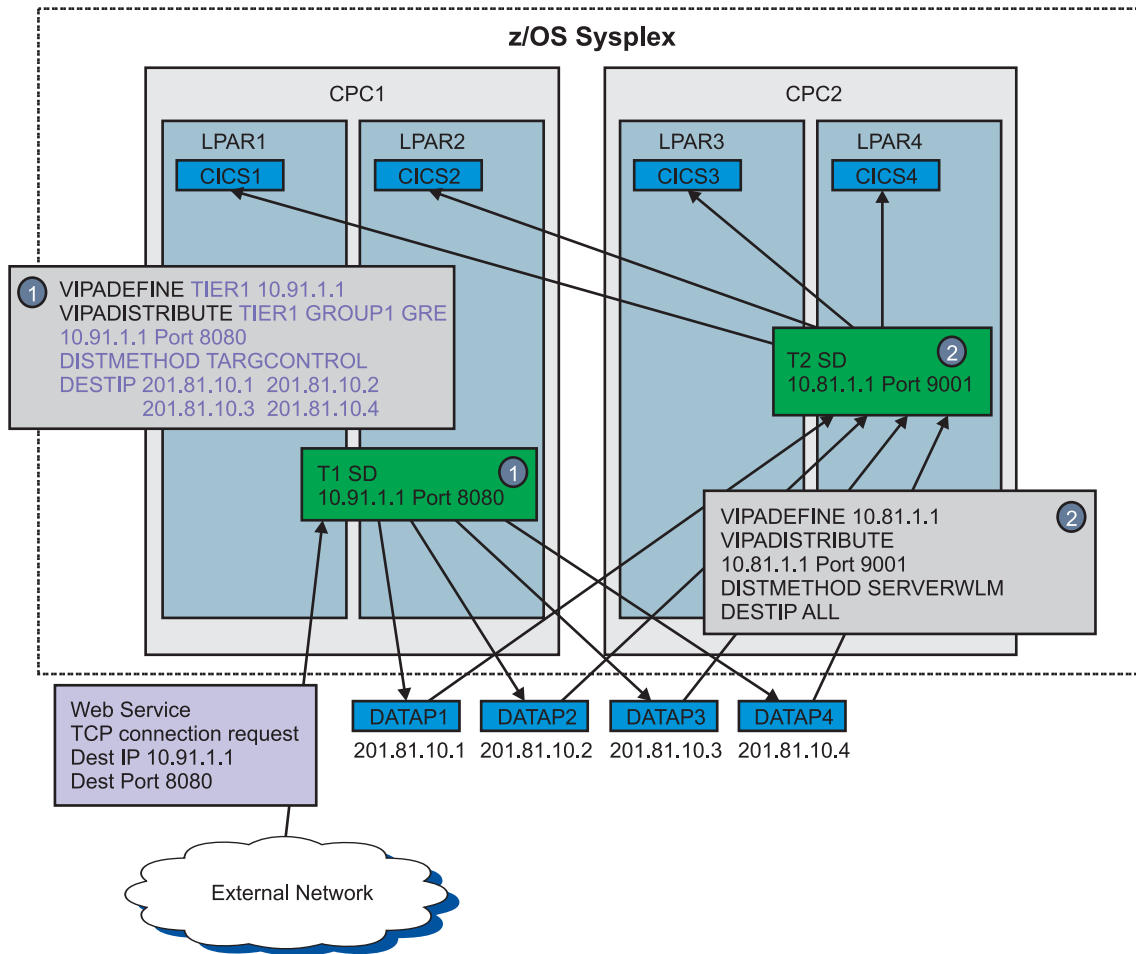 z/OS Sysplex
CPC1
CPC2
LPAR1
LPAR2
LPAR3
LPAR4
CICS1
CICS2
CICS3
CICS4
1
VIPADEFINE TIER1 10.91.1.1
VIPADISTRIBUTE TIER1 GROUP1 GRE
10.91.1.1 Port 8080
DISTMETHOD TARGCONTROL
DESTIP 201.81.10.1 201.81.10.2
201.81.10.3 201.81.10.4
T2 SD
2
10.81.1.1 Port 9001
T1 SD
1
10.91.1.1 Port 8080
2
VIPADEFINE 10.81.1.1
VIPADISTRIBUTE
10.81.1.1 Port 9001
DISTMETHOD SERVERWLM
DESTIP ALL
Web Service
TCP connection request
Dest IP 10.91.1.1
Dest Port 8080
DATAP1
DATAP2
DATAP3
DATAP4
201.81.10.1
201.81.10.2
201.81.10.3
201.81.10.4
External Network